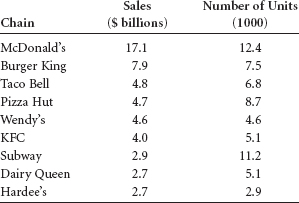 Sales Number of Units
Chain ($ billions) (1000)
McDonald's 17.1 12.4
Burger King 7.9 7.5
Taco Bell 4.8 6.8
Pizza Hut 4.7 8.7
Wendy's 4.6 4.6
KFC 4.0 5.1
Subway 2.9 11.2
Dairy Queen 2.7 5.1
Hardee's 2.7 2.9